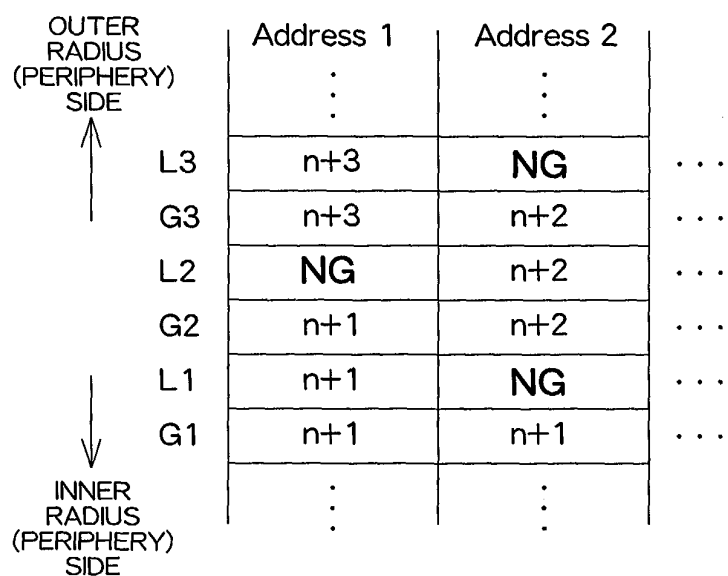 OUTER
RADIUS
(PERIPHERY)
SIDE
Address 1 Address 2
L3 n+3 NG ...
G3 n+3 n+2 ...
L2 NG n+2 ...
G2 n+1 n+2 ...
L1 n+1 NG ...
G1 n+1 n+1 ...
INNER
RADIUS
(PERIPHERY)
SIDE